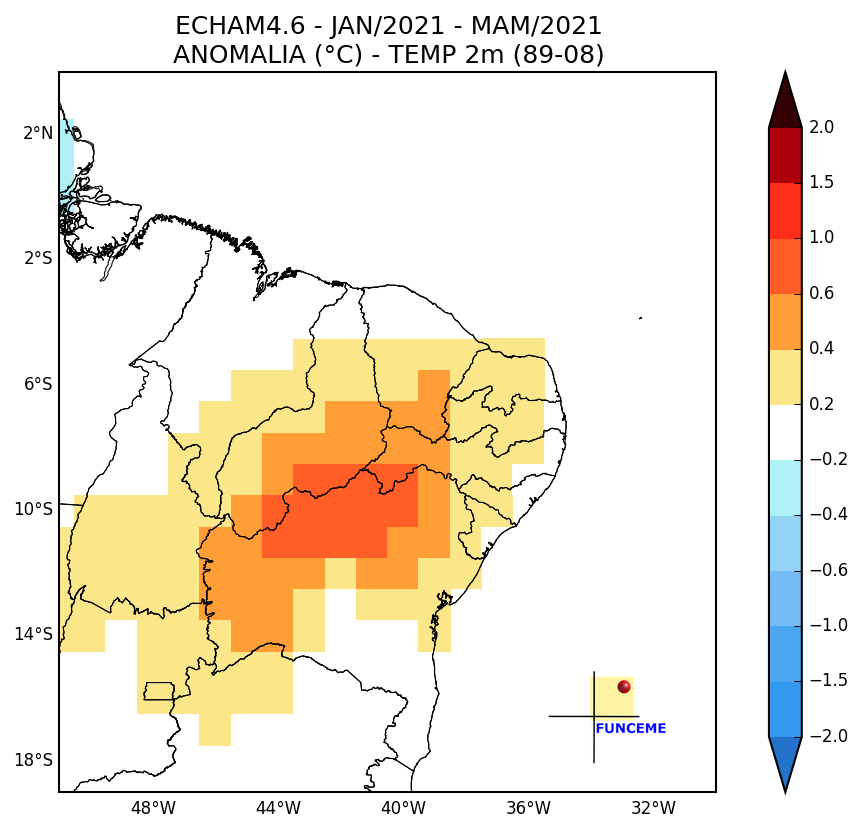 ECHAM4.6 - JAN/2021 - MAM/2021
ANOMALIA (°C) - TEMP 2m (89-08)
2°N
2°S
6°S
10°S
14°S
18°S
48°W
44°W
40°W
36°W
32°W
2.0
1.5
1.0
0.6
0.4
0.2
−0.2
−0.4
−0.6
−1.0
−1.5
−2.0
FUNCEME